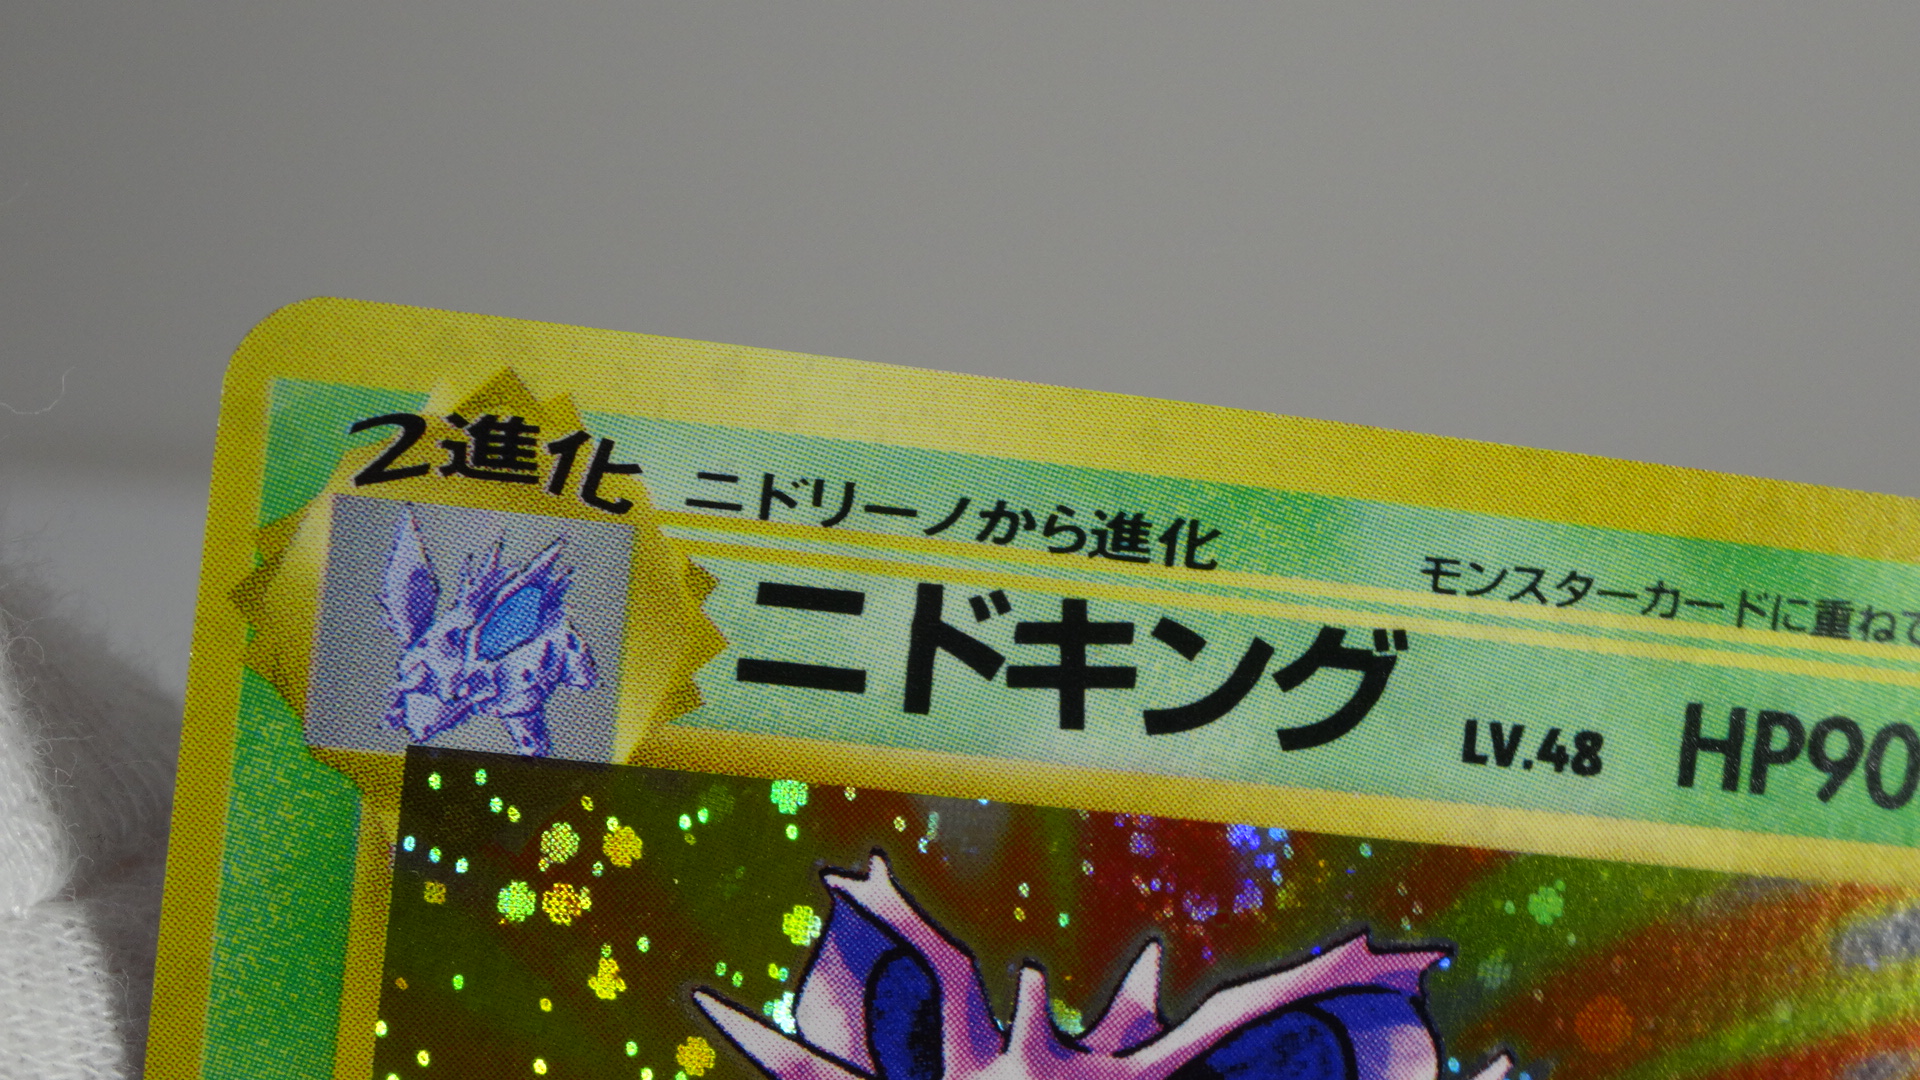 2進化
ニドリーノから進化
モンスターカードに重ねて
ニドキング LV.48 HP90